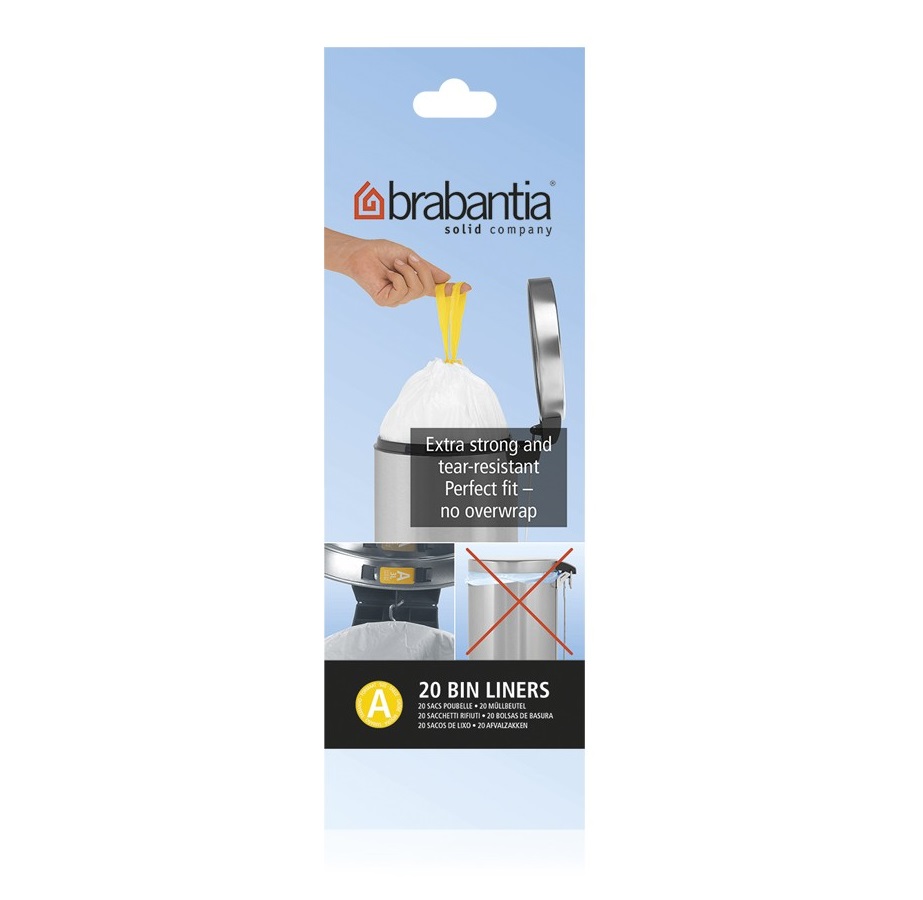 brabantia®
solid company
Extra strong and
tear-resistant
Perfect fit –
no overwrap
A
A
20 BIN LINERS
20 SACS POUBELLE • 20 MÜLLBEUTEL
20 SACCHETTI RIFIUTI • 20 BOLSAS DE BASURA
20 SACOS DE LIXO • 20 AFVALZAKKEN